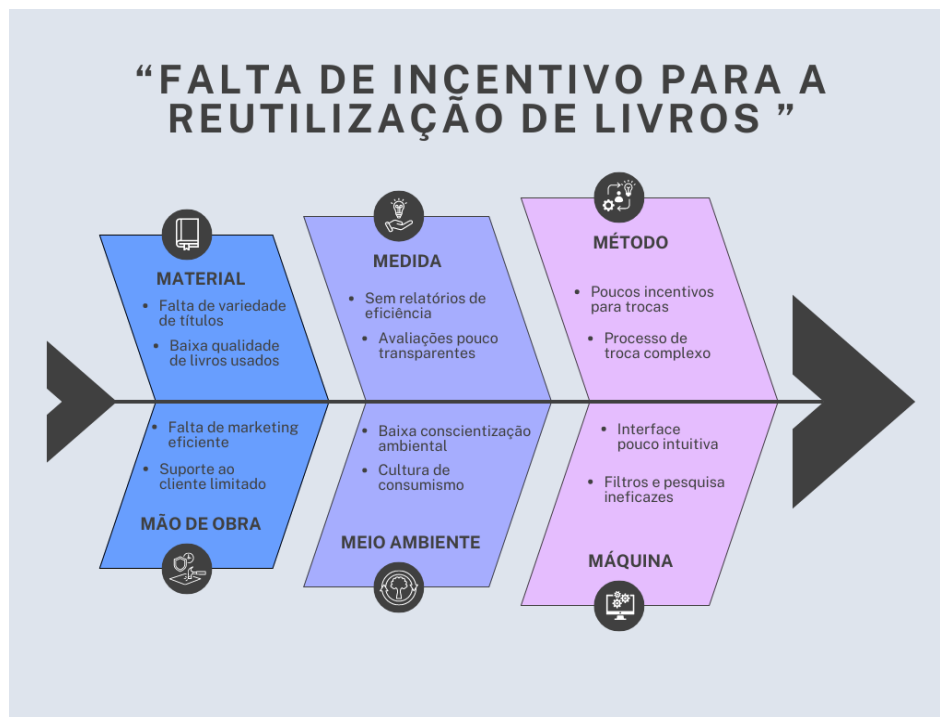 “FALTA DE INCENTIVO PARA A
REUTILIZAÇÃO DE LIVROS ”
MATERIAL
• Falta de variedade
de títulos
• Baixa qualidade
de livros usados
MEDIDA
• Sem relatórios de
eficiência
• Avaliações pouco
transparentes
MÉTODO
• Poucos incentivos
para trocas
• Processo de
troca complexo
• Falta de marketing
eficiente
• Suporte ao
cliente limitado
MÃO DE OBRA
• Baixa conscientização
ambiental
• Cultura de
consumismo
MEIO AMBIENTE
• Interface
pouco intuitiva
• Filtros e pesquisa
ineficazes
MÁQUINA